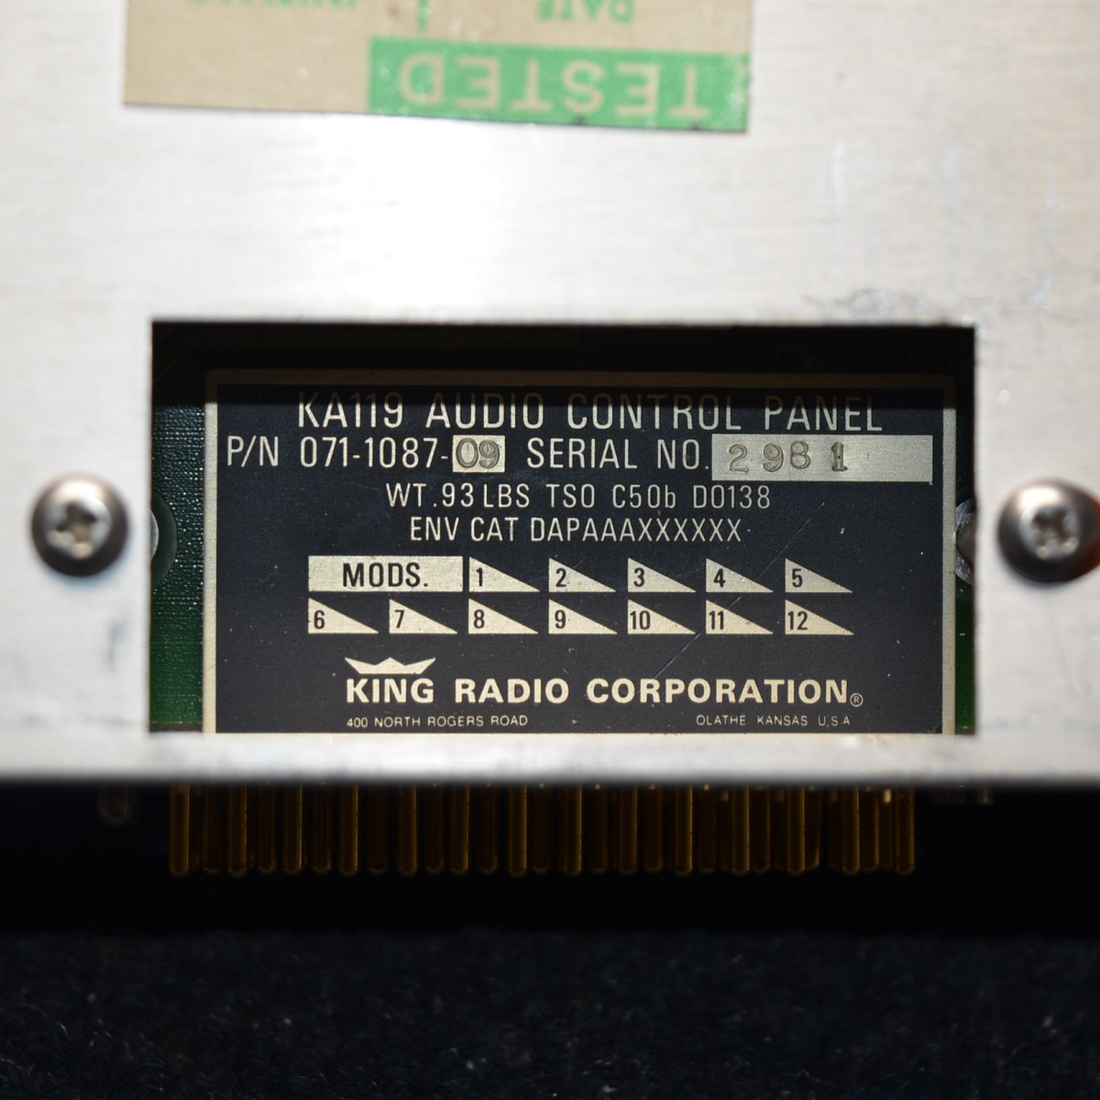 DATE
TESTED
KA119 AUDIO CONTROL PANEL
P/N 071-1087-09 SERIAL NO. 2981
WT .93 LBS TSO C50b DO138
ENV CAT DAPAAAXXXXXX
MODS. 1 2 3 4 5
6 7 8 9 10 11 12
KING RADIO CORPORATION®
400 NORTH ROGERS ROAD OLATHE KANSAS U.S.A